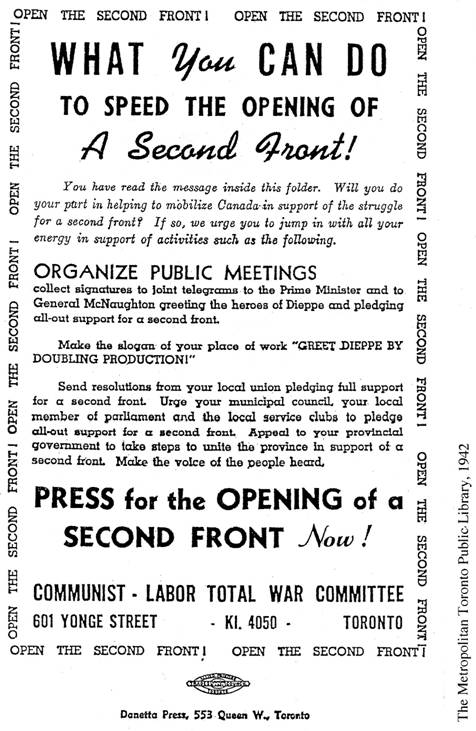 OPEN THE SECOND FRONT! OPEN THE SECOND FRONT!
OPEN THE SECOND FRONT! OPEN THE SECOND FRONT! OPEN THE SECOND FRONT!
WHAT You CAN DO
TO SPEED THE OPENING OF
A Second Front!
You have read the message inside this folder. Will you do
your part in helping to mobilize Canada in support of the struggle
for a second front? If so, we urge you to jump in with all your
energy in support of activities such as the following.
ORGANIZE PUBLIC MEETINGS
collect signatures to joint telegrams to the Prime Minister and to
General McNaughton greeting the heroes of Dieppe and pledging
all-out support for a second front.
Make the slogan of your place of work "GREET DIEPPE BY
DOUBLING PRODUCTION!"
Send resolutions from your local union pledging full support
for a second front. Urge your municipal council, your local
member of parliament and the local service clubs to pledge
all-out support for a second front. Appeal to your provincial
government to take steps to unite the province in support of a
second front. Make the voice of the people heard.
PRESS for the OPENING of a
SECOND FRONT Now!
COMMUNIST - LABOR TOTAL WAR COMMITTEE
601 YONGE STREET - KI. 4050 - TORONTO
OPEN THE SECOND FRONT! OPEN THE SECOND FRONT! OPEN THE SECOND FRONT!
OPEN THE SECOND FRONT! OPEN THE SECOND FRONT!
Danetta Press, 553 Queen W., Toronto
The Metropolitan Toronto Public Library, 1942